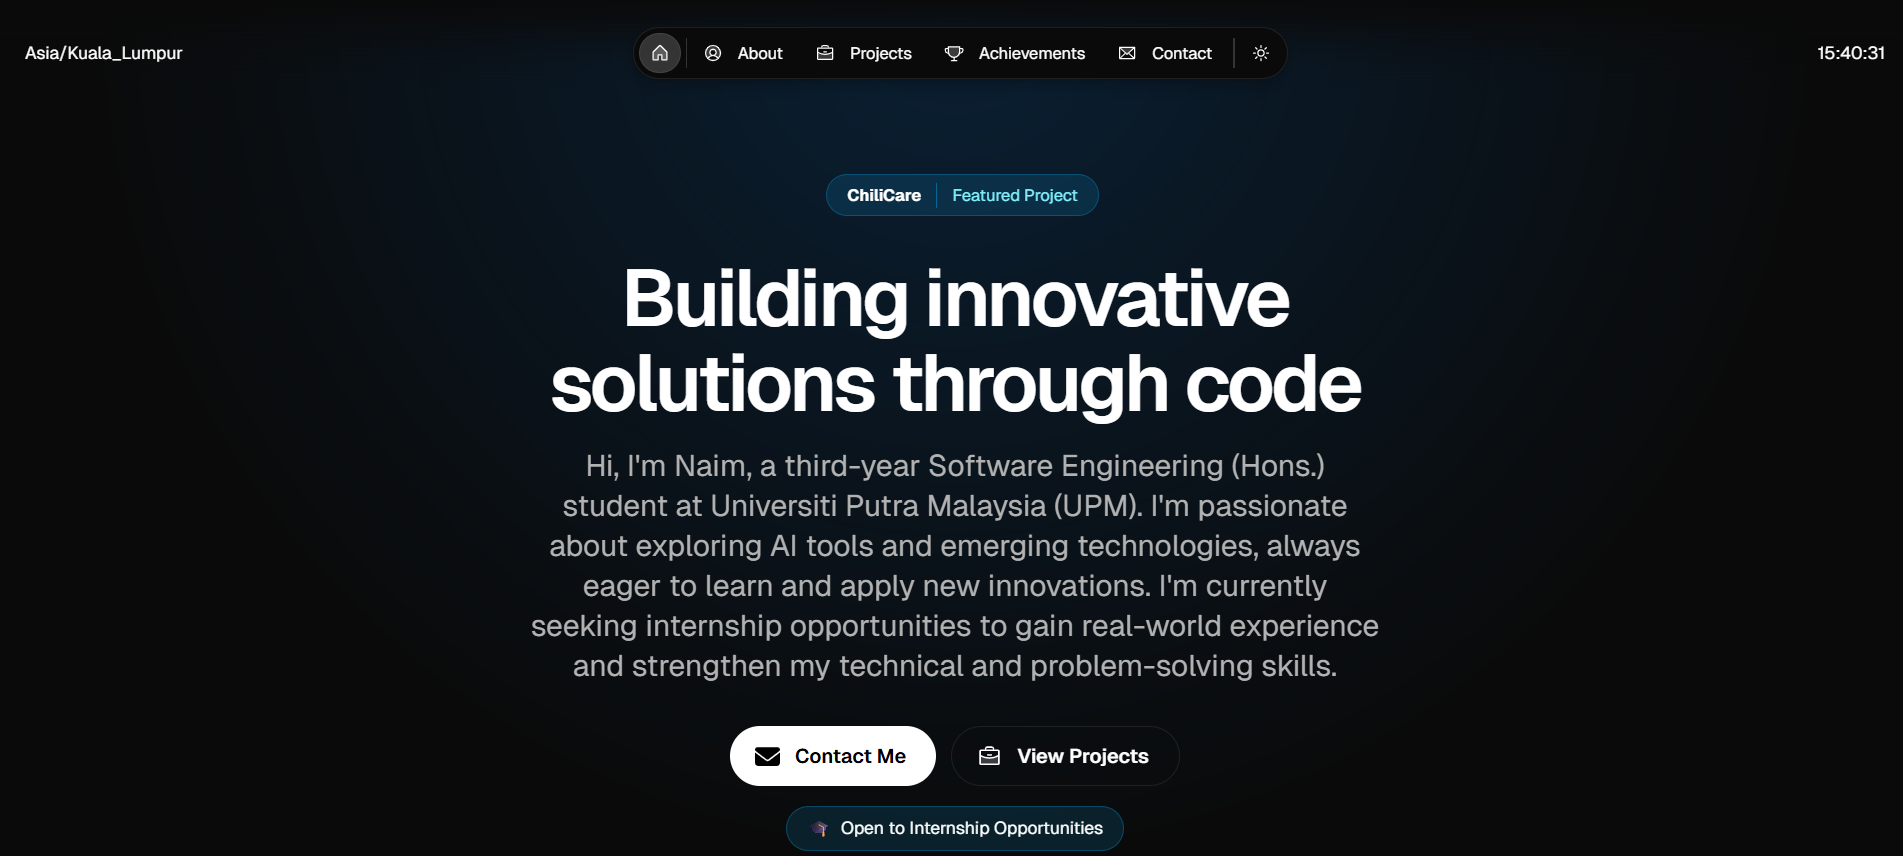 Asia/Kuala_Lumpur
About
Projects
Achievements
Contact
15:40:31
ChiliCare
Featured Project
Building innovative
solutions through code
Hi, I'm Naim, a third-year Software Engineering (Hons.)
student at Universiti Putra Malaysia (UPM). I'm passionate
about exploring AI tools and emerging technologies, always
eager to learn and apply new innovations. I'm currently
seeking internship opportunities to gain real-world experience
and strengthen my technical and problem-solving skills.
Contact Me
View Projects
Open to Internship Opportunities